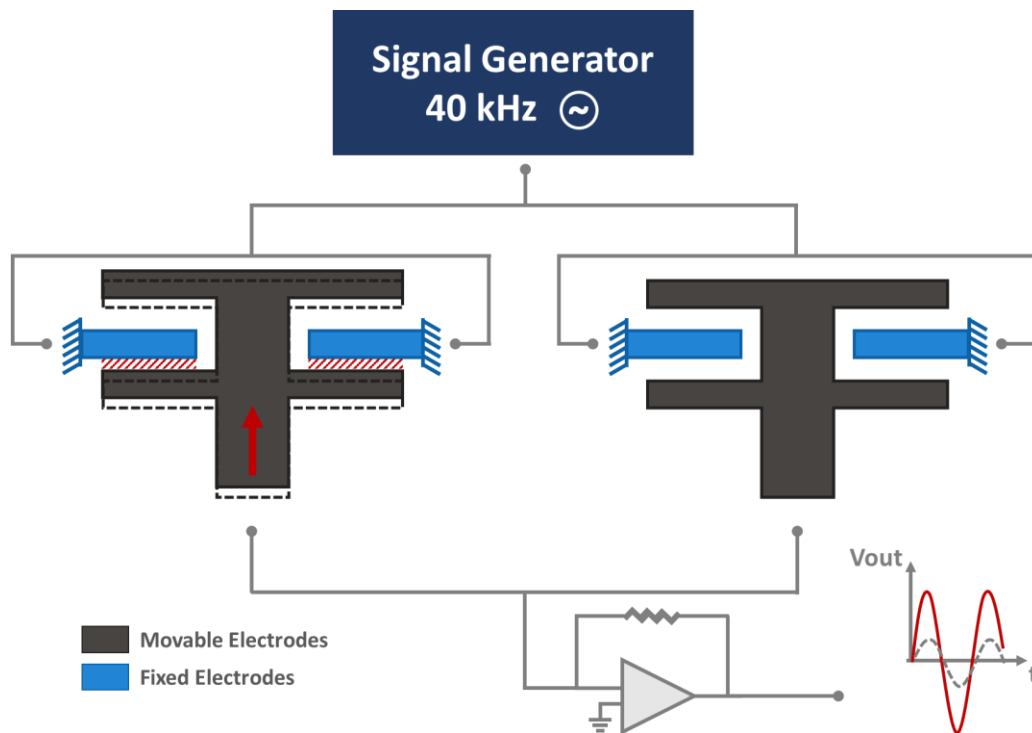 Signal Generator
40 kHz
Vout
t
Movable Electrodes
Fixed Electrodes